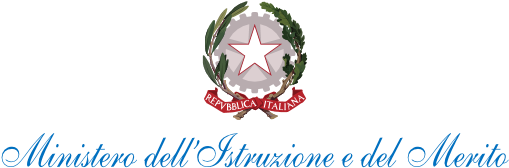 REPVBBLICA ITALIANA
Ministero dell'Istruzione e del Merito